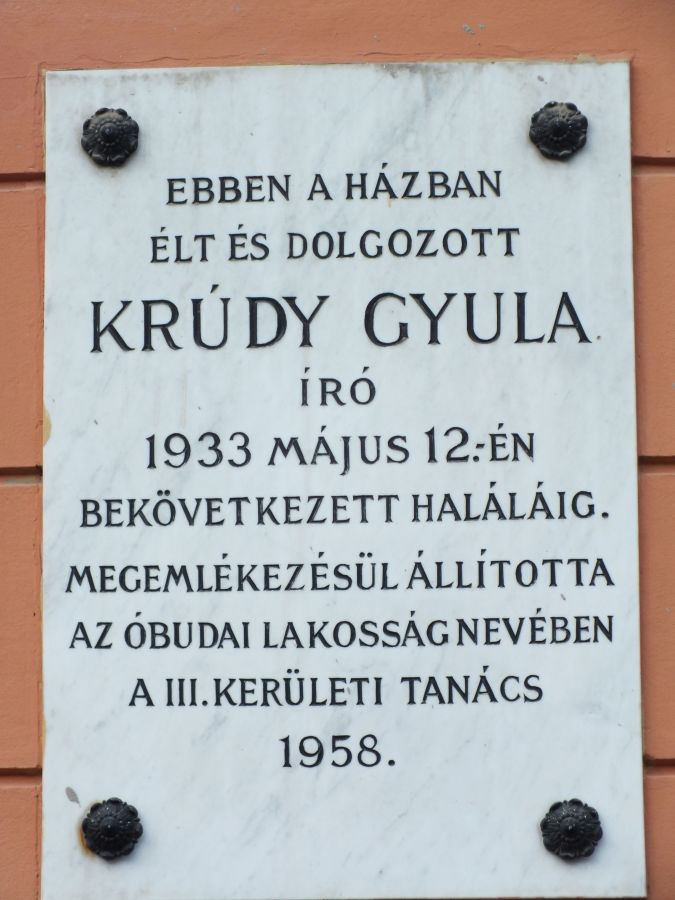 EBBEN A HÁZBAN
ÉLT ÉS DOLGOZOTT
KRÚDY GYULA
ÍRÓ
1933 MÁJUS 12.-ÉN
BEKÖVETKEZETT HALÁLÁIG.
MEGEMLÉKEZÉSÜL ÁLLÍTOTTA
AZ ÓBUDAI LAKOSSÁG NEVÉBEN
A III. KERÜLETI TANÁCS
1958.